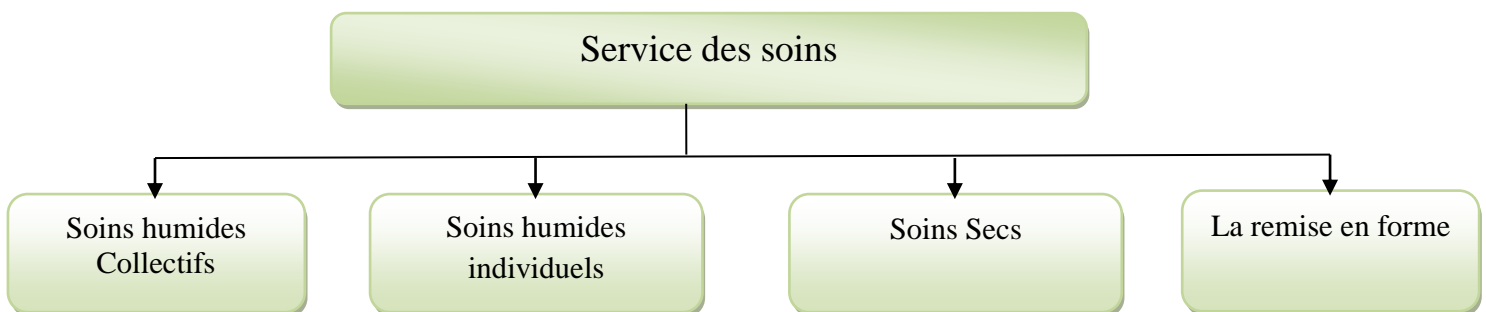 Service des soins
Soins humides
Collectifs
Soins humides
individuels
Soins Secs
La remise en forme